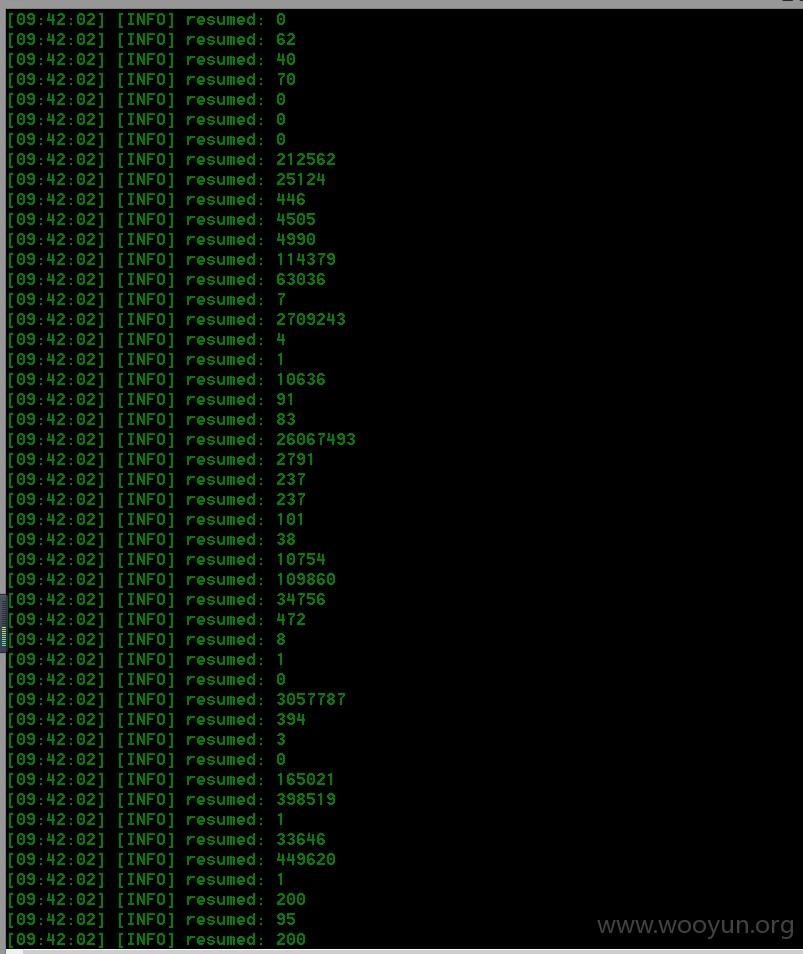 [09:42:02] [INFO] resumed: 0
[09:42:02] [INFO] resumed: 62
[09:42:02] [INFO] resumed: 40
[09:42:02] [INFO] resumed: 70
[09:42:02] [INFO] resumed: 0
[09:42:02] [INFO] resumed: 0
[09:42:02] [INFO] resumed: 0
[09:42:02] [INFO] resumed: 212562
[09:42:02] [INFO] resumed: 25124
[09:42:02] [INFO] resumed: 446
[09:42:02] [INFO] resumed: 4505
[09:42:02] [INFO] resumed: 4990
[09:42:02] [INFO] resumed: 114379
[09:42:02] [INFO] resumed: 63036
[09:42:02] [INFO] resumed: 7
[09:42:02] [INFO] resumed: 2709243
[09:42:02] [INFO] resumed: 4
[09:42:02] [INFO] resumed: 1
[09:42:02] [INFO] resumed: 10636
[09:42:02] [INFO] resumed: 91
[09:42:02] [INFO] resumed: 83
[09:42:02] [INFO] resumed: 26067493
[09:42:02] [INFO] resumed: 2791
[09:42:02] [INFO] resumed: 237
[09:42:02] [INFO] resumed: 237
[09:42:02] [INFO] resumed: 101
[09:42:02] [INFO] resumed: 38
[09:42:02] [INFO] resumed: 10754
[09:42:02] [INFO] resumed: 109860
[09:42:02] [INFO] resumed: 34756
[09:42:02] [INFO] resumed: 472
[09:42:02] [INFO] resumed: 8
[09:42:02] [INFO] resumed: 1
[09:42:02] [INFO] resumed: 0
[09:42:02] [INFO] resumed: 3057787
[09:42:02] [INFO] resumed: 394
[09:42:02] [INFO] resumed: 3
[09:42:02] [INFO] resumed: 0
[09:42:02] [INFO] resumed: 165021
[09:42:02] [INFO] resumed: 398519
[09:42:02] [INFO] resumed: 1
[09:42:02] [INFO] resumed: 33646
[09:42:02] [INFO] resumed: 449620
[09:42:02] [INFO] resumed: 1
[09:42:02] [INFO] resumed: 200
[09:42:02] [INFO] resumed: 95
[09:42:02] [INFO] resumed: 200
www.wooyun.org